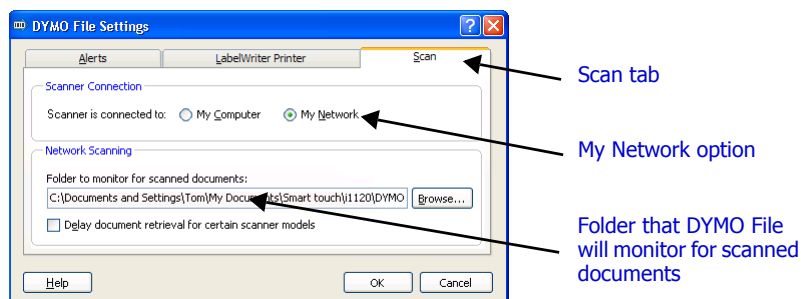 DYMO File Settings
Alerts
LabelWriter Printer
Scan
Scan tab
Scanner Connection
Scanner is connected to:
My Computer
My Network
My Network option
Network Scanning
Folder to monitor for scanned documents:
C:\Documents and Settings\Tom\My Documents\Smart touch\i1120\DYMO
Browse...
Delay document retrieval for certain scanner models
Folder that DYMO File
will monitor for scanned
documents
Help
OK
Cancel